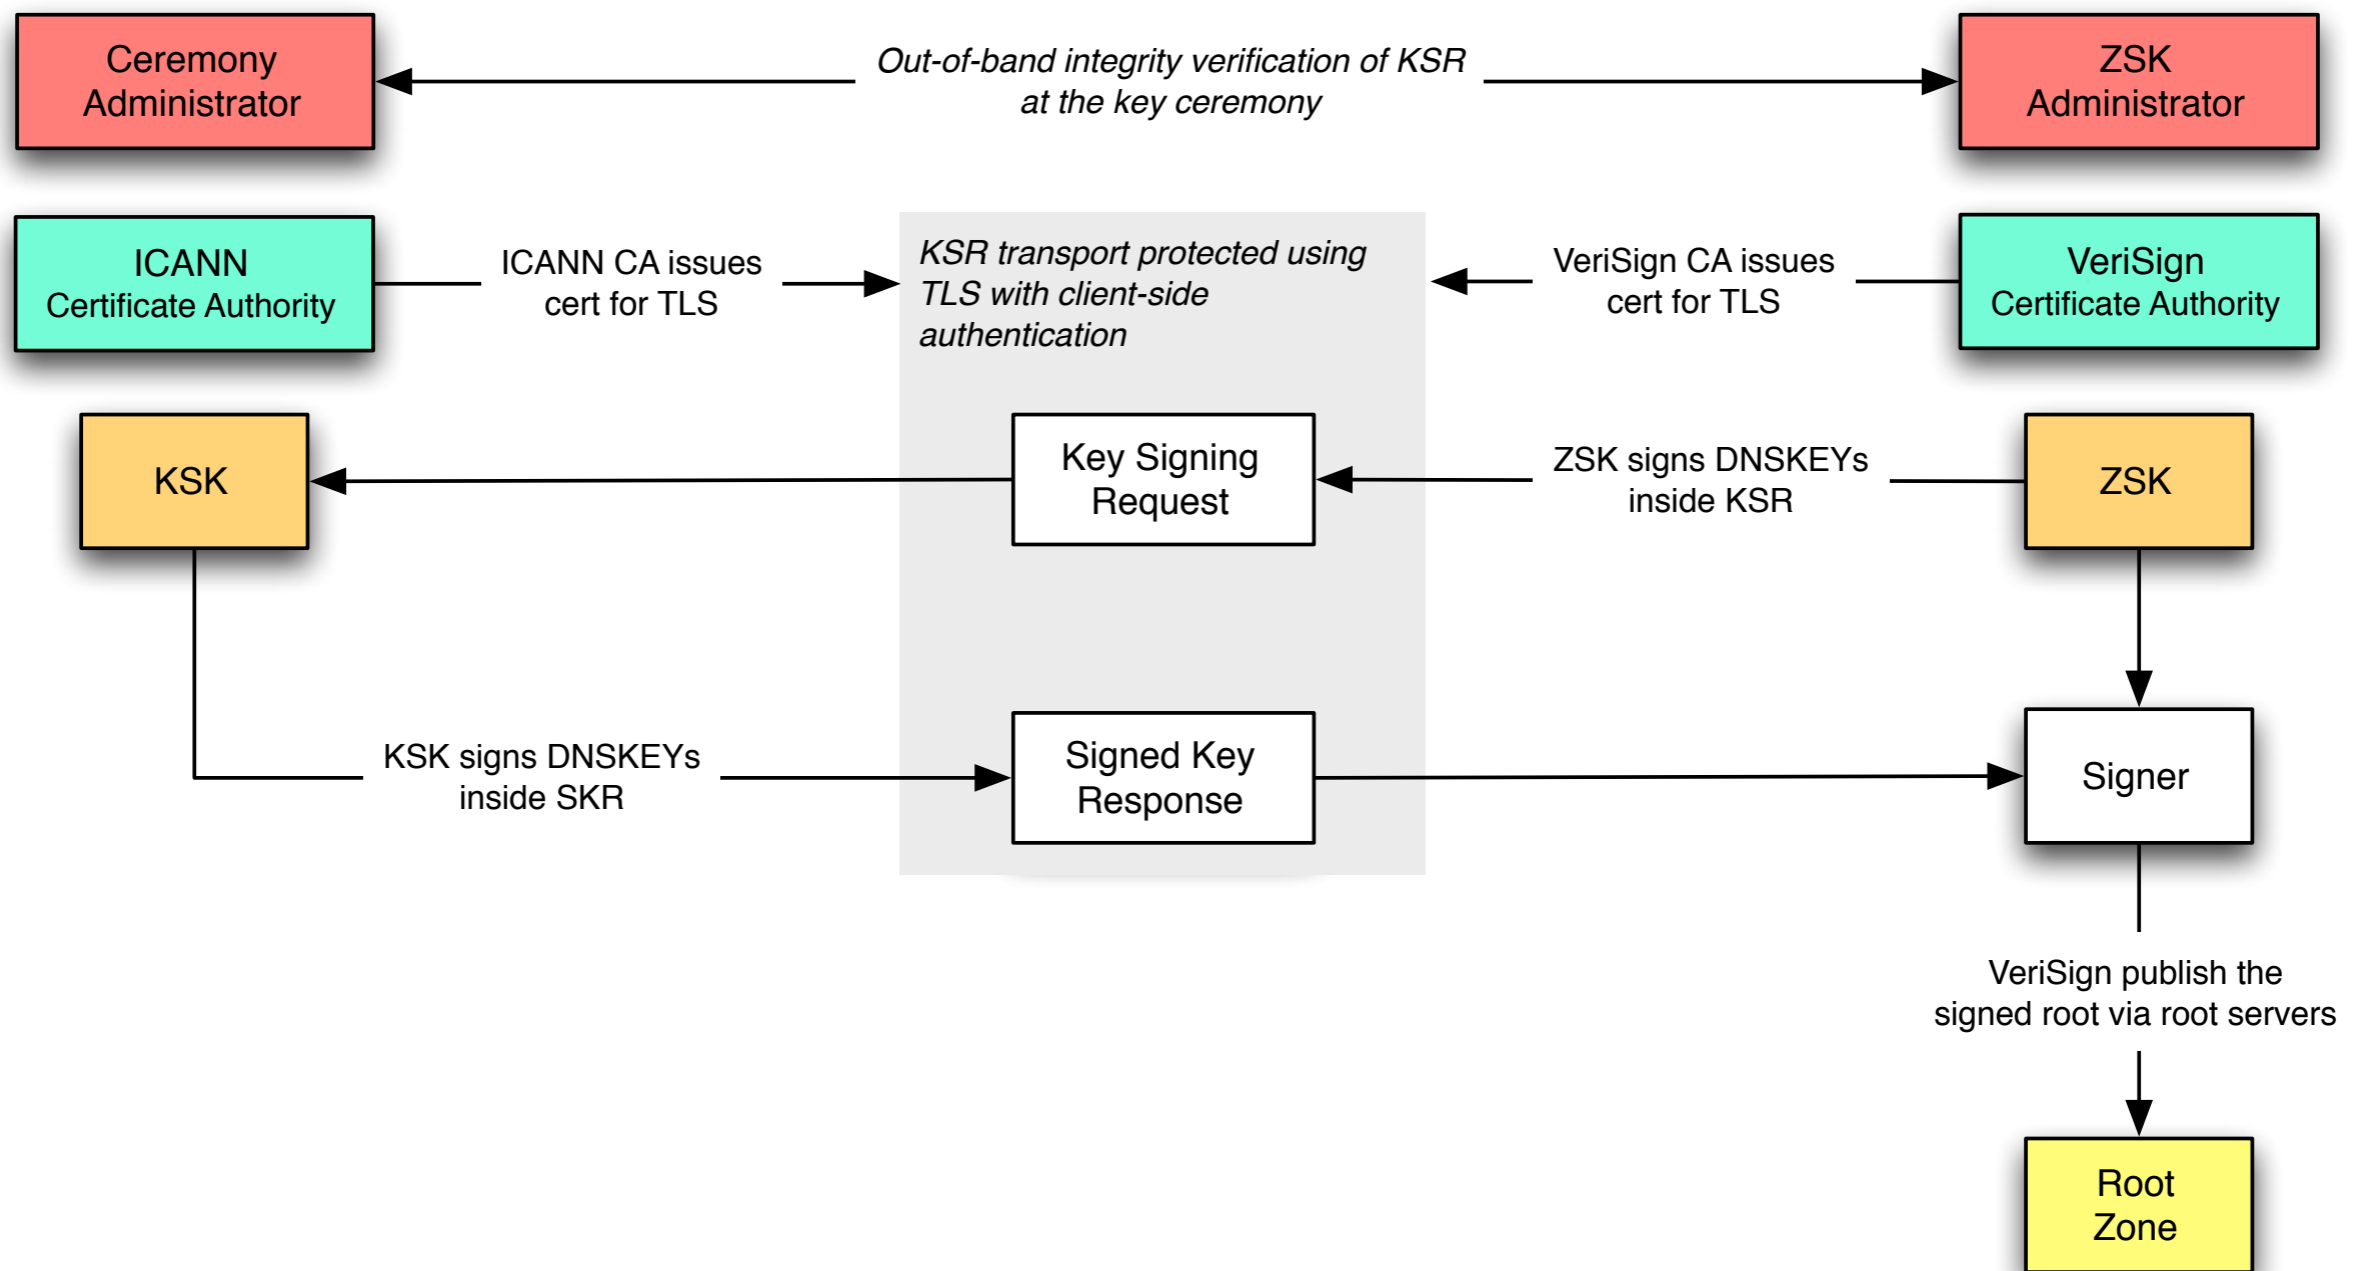 Ceremony
Administrator
Out-of-band integrity verification of KSR
at the key ceremony
ZSK
Administrator
ICANN
Certificate Authority
ICANN CA issues
cert for TLS
KSR transport protected using
TLS with client-side
authentication
VeriSign CA issues
cert for TLS
VeriSign
Certificate Authority
KSK
Key Signing
Request
ZSK signs DNSKEYs
inside KSR
ZSK
KSK signs DNSKEYs
inside SKR
Signed Key
Response
Signer
VeriSign publish the
signed root via root servers
Root
Zone